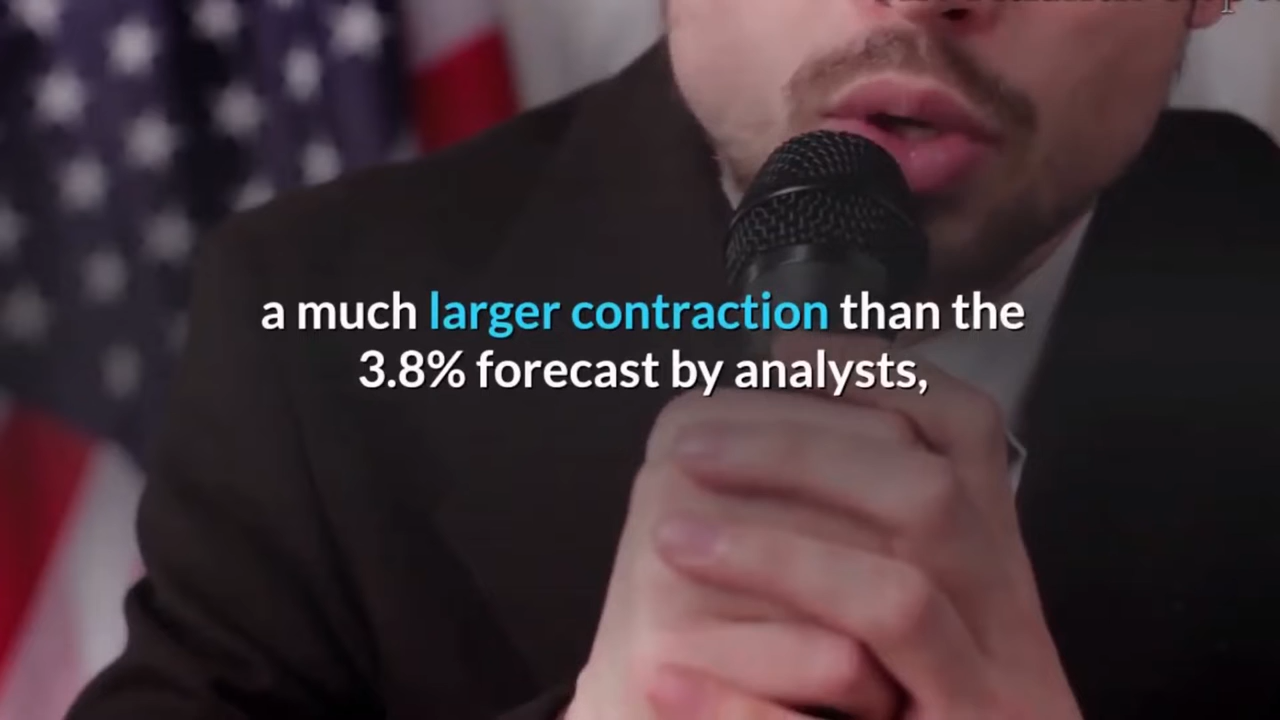 a much larger contraction than the
3.8% forecast by analysts,